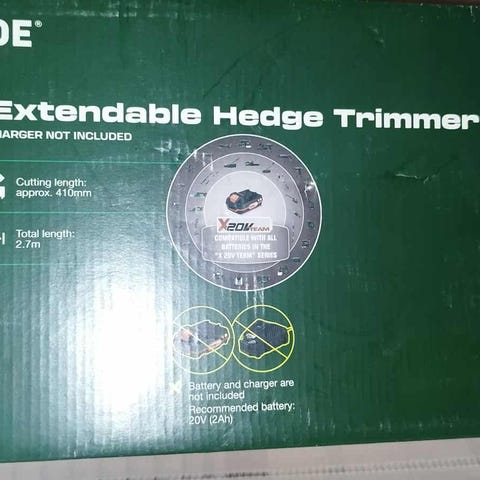 DE®
Extendable Hedge Trimmer
HARGER NOT INCLUDED
Cutting length:
approx. 410mm
Total length:
2.7m
X20V TEAM
COMPATIBLE WITH ALL
BATTERIES IN THE
"X 20V TEAM" SERIES
Battery and charger are
not included
Recommended battery:
20V (2Ah)